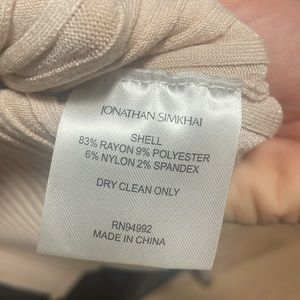 JONATHAN SIMKHAI
SHELL
83% RAYON 9% POLYESTER
6% NYLON 2% SPANDEX
DRY CLEAN ONLY
RN94992
MADE IN CHINA